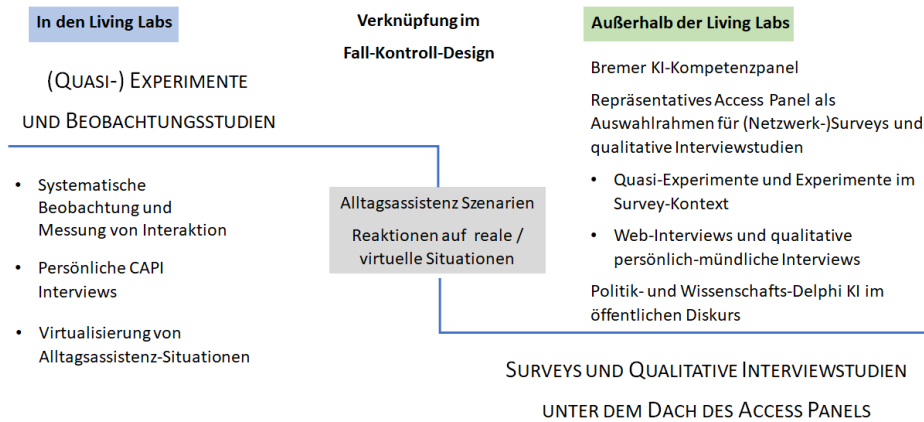 In den Living Labs
(QUASI-) EXPERIMENTE
UND BEOBACHTUNGSSTUDIEN
• Systematische
Beobachtung und
Messung von Interaktion
• Persönliche CAPI
Interviews
• Virtualisierung von
Alltagsassistenz-Situationen
Verknüpfung im
Fall-Kontroll-Design
Alltagsassistenz Szenarien
Reaktionen auf reale /
virtuelle Situationen
Außerhalb der Living Labs
Bremer KI-Kompetenzpanel
Repräsentatives Access Panel als
Auswahlrahmen für (Netzwerk-)Surveys und
qualitative Interviewstudien
• Quasi-Experimente und Experimente im
Survey-Kontext
• Web-Interviews und qualitative
persönlich-mündliche Interviews
Politik- und Wissenschafts-Delphi KI im
öffentlichen Diskurs
SURVEYS UND QUALITATIVE INTERVIEWSTUDIEN
UNTER DEM DACH DES ACCESS PANELS